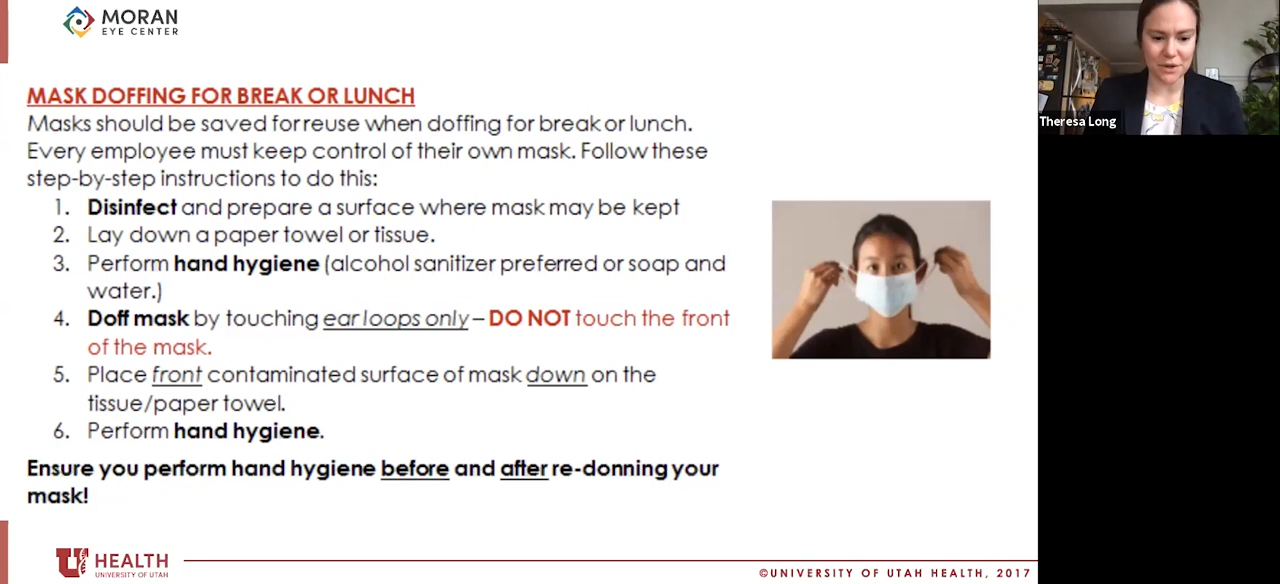 MORAN
EYE CENTER
MASK DOFFING FOR BREAK OR LUNCH
Masks should be saved for reuse when doffing for break or lunch.
Every employee must keep control of their own mask. Follow these
step-by-step instructions to do this:
1. Disinfect and prepare a surface where mask may be kept
2. Lay down a paper towel or tissue.
3. Perform hand hygiene (alcohol sanitizer preferred or soap and
water.)
4. Doff mask by touching ear loops only – DO NOT touch the front
of the mask.
5. Place front contaminated surface of mask down on the
tissue/paper towel.
6. Perform hand hygiene.
Ensure you perform hand hygiene before and after re-donning your
mask!
Theresa Long
U HEALTH
UNIVERSITY OF UTAH
©UNIVERSITY OF UTAH HEALTH, 2017